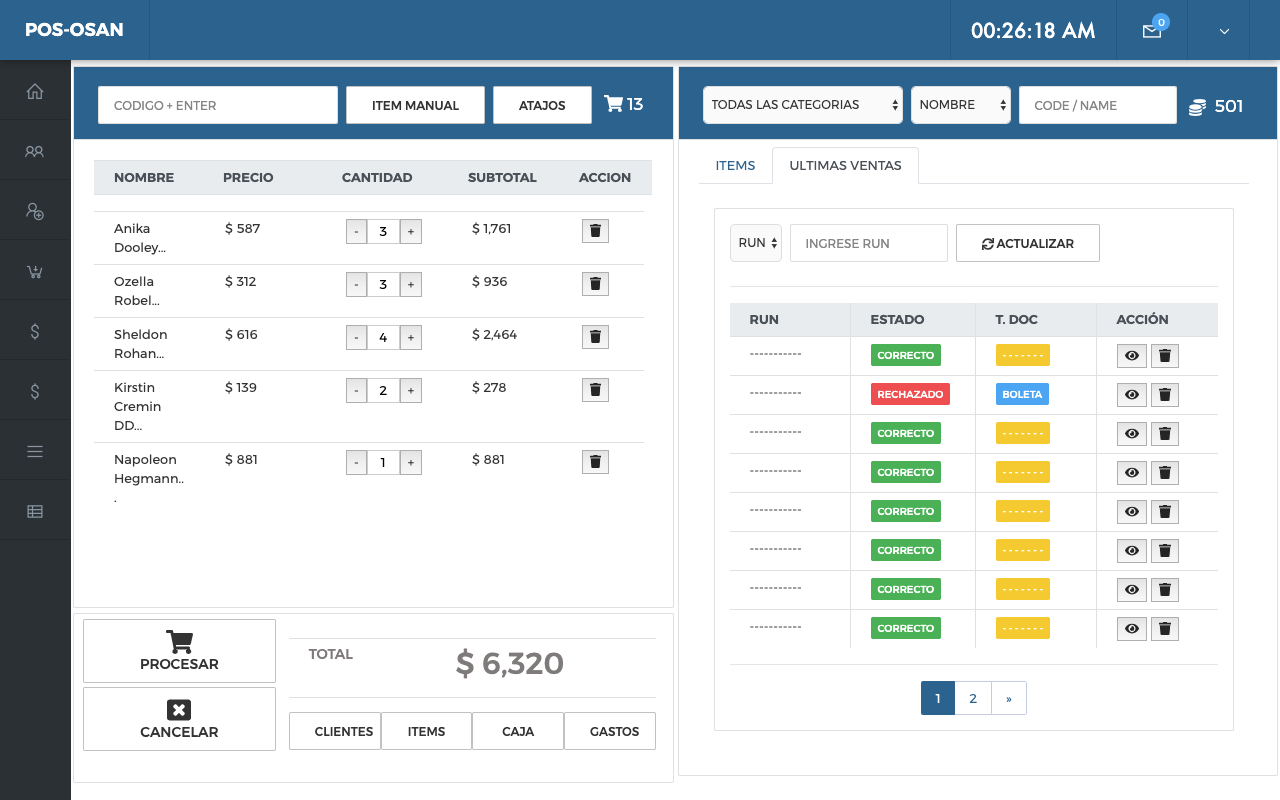 POS-OSAN
00:26:18 AM
0
CODIGO + ENTER
ITEM MANUAL
ATAJOS
13
TODAS LAS CATEGORIAS
NOMBRE
CODE / NAME
501
NOMBRE PRECIO CANTIDAD SUBTOTAL ACCION
Anika $ 587 - 3 + $ 1,761
Dooley...
Ozella $ 312 - 3 + $ 936
Robel...
Sheldon $ 616 - 4 + $ 2,464
Rohan...
Kirstin $ 139 - 2 + $ 278
Cremin
DD...
Napoleon $ 881 - 1 + $ 881
Hegmann..
.
PROCESAR
CANCELAR
TOTAL $ 6,320
CLIENTES ITEMS CAJA GASTOS
ITEMS ULTIMAS VENTAS
RUN INGRESE RUN ACTUALIZAR
RUN ESTADO T. DOC ACCIÓN
----------- CORRECTO - - - - - - -
----------- RECHAZADO BOLETA
----------- CORRECTO - - - - - - -
----------- CORRECTO - - - - - - -
----------- CORRECTO - - - - - - -
----------- CORRECTO - - - - - - -
----------- CORRECTO - - - - - - -
----------- CORRECTO - - - - - - -
1 2 »